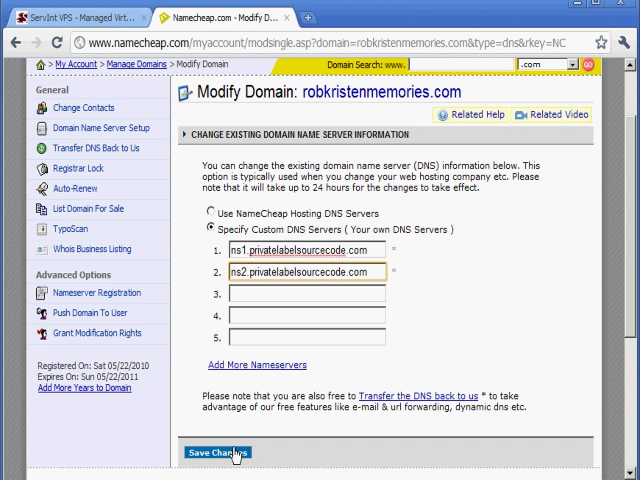 ServInt VPS - Managed Virt...
Namecheap.com - Modify D...
www.namecheap.com/myaccount/modsingle.asp?domain=robkristenmemories.com&type=dns&rkey=NC
> My Account > Manage Domains > Modify Domain
Domain Search: www. .com GO
General
Change Contacts
Domain Name Server Setup
Transfer DNS Back to Us
Registrar Lock
Auto-Renew
List Domain For Sale
TypoScan
Whois Business Listing
Advanced Options
Nameserver Registration
Push Domain To User
Grant Modification Rights
Registered On: Sat 05/22/2010
Expires On: Sun 05/22/2011
Add More Years to Domain
Modify Domain: robkristenmemories.com
Related Help Related Video
CHANGE EXISTING DOMAIN NAME SERVER INFORMATION
You can change the existing domain name server (DNS) information below. This
option is typically used when you change your web hosting company etc. Please
note that it will take up to 24 hours for the changes to take effect.
Use NameCheap Hosting DNS Servers
Specify Custom DNS Servers ( Your own DNS Servers )
1. ns1.privatelabelsourcecode.com *
2. ns2.privatelabelsourcecode.com *
3.
4.
5.
Add More Nameservers
Please note that you are also free to Transfer the DNS back to us * to take
advantage of our free features like e-mail & url forwarding, dynamic dns etc.
Save Changes